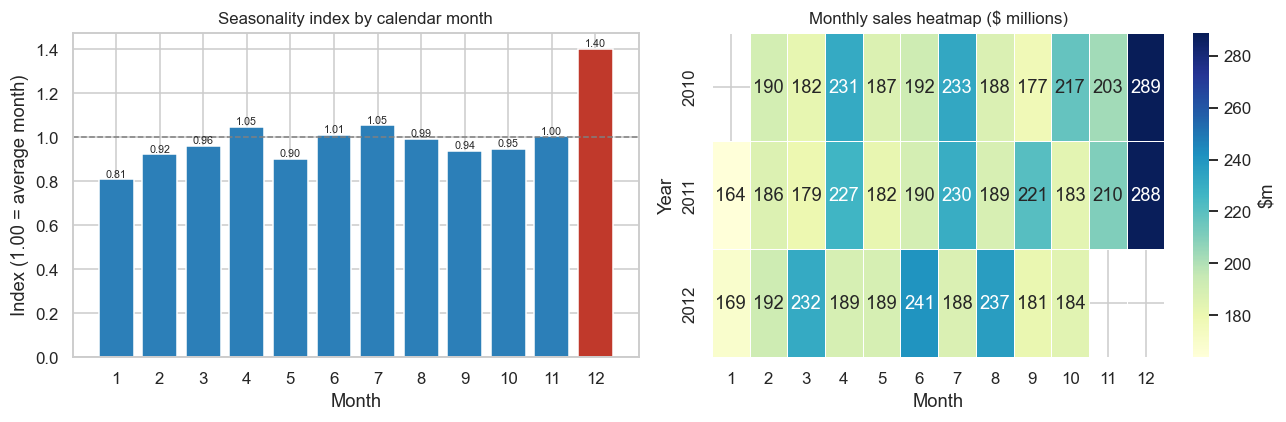 Seasonality index by calendar month
Index (1.00 = average month)
1.4
1.2
1.0
0.8
0.6
0.4
0.2
0.0
0.81
0.92
0.96
1.05
0.90
1.01
1.05
0.99
0.94
0.95
1.00
1.40
1 2 3 4 5 6 7 8 9 10 11 12
Month
Monthly sales heatmap ($ millions)
Year
2010
190 182 231 187 192 233 188 177 217 203 289
2011
164 186 179 227 182 190 230 189 221 183 210 288
2012
169 192 232 189 189 241 188 237 181 184
1 2 3 4 5 6 7 8 9 10 11 12
Month
280
260
240
220
200
180
$m